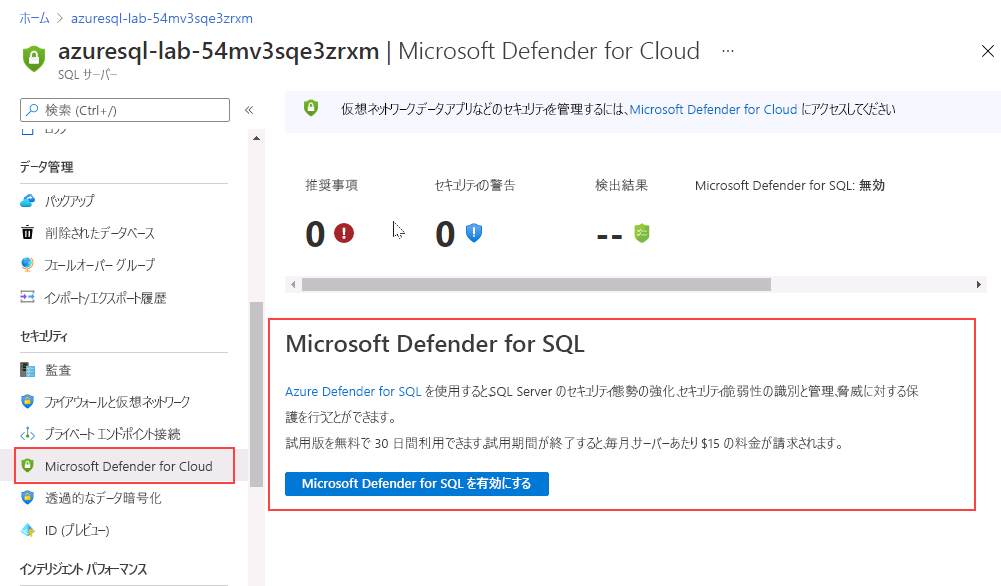 ホーム > azuresql-lab-54mv3sqe3zrxm
azuresql-lab-54mv3sqe3zrxm | Microsoft Defender for Cloud ...
SQL サーバー
検索 (Ctrl+/)
データ管理
バックアップ
削除されたデータベース
フェールオーバー グループ
インポート/エクスポート履歴
セキュリティ
監査
ファイアウォールと仮想ネットワーク
プライベート エンドポイント接続
Microsoft Defender for Cloud
透過的なデータ暗号化
ID (プレビュー)
インテリジェント パフォーマンス
仮想ネットワーク,データ,アプリなどのセキュリティを管理するには、Microsoft Defender for Cloud にアクセスしてください
推奨事項
0
セキュリティの警告
0
検出結果
--
Microsoft Defender for SQL: 無効
Microsoft Defender for SQL
Azure Defender for SQL を使用すると,SQL Server のセキュリティ態勢の強化,セキュリティ脆弱性の識別と管理,脅威に対する保
護を行うことができます。
試用版を無料で 30 日間利用できます,試用期間が終了すると,毎月,サーバーあたり $15 の料金が請求されます。
Microsoft Defender for SQL を有効にする